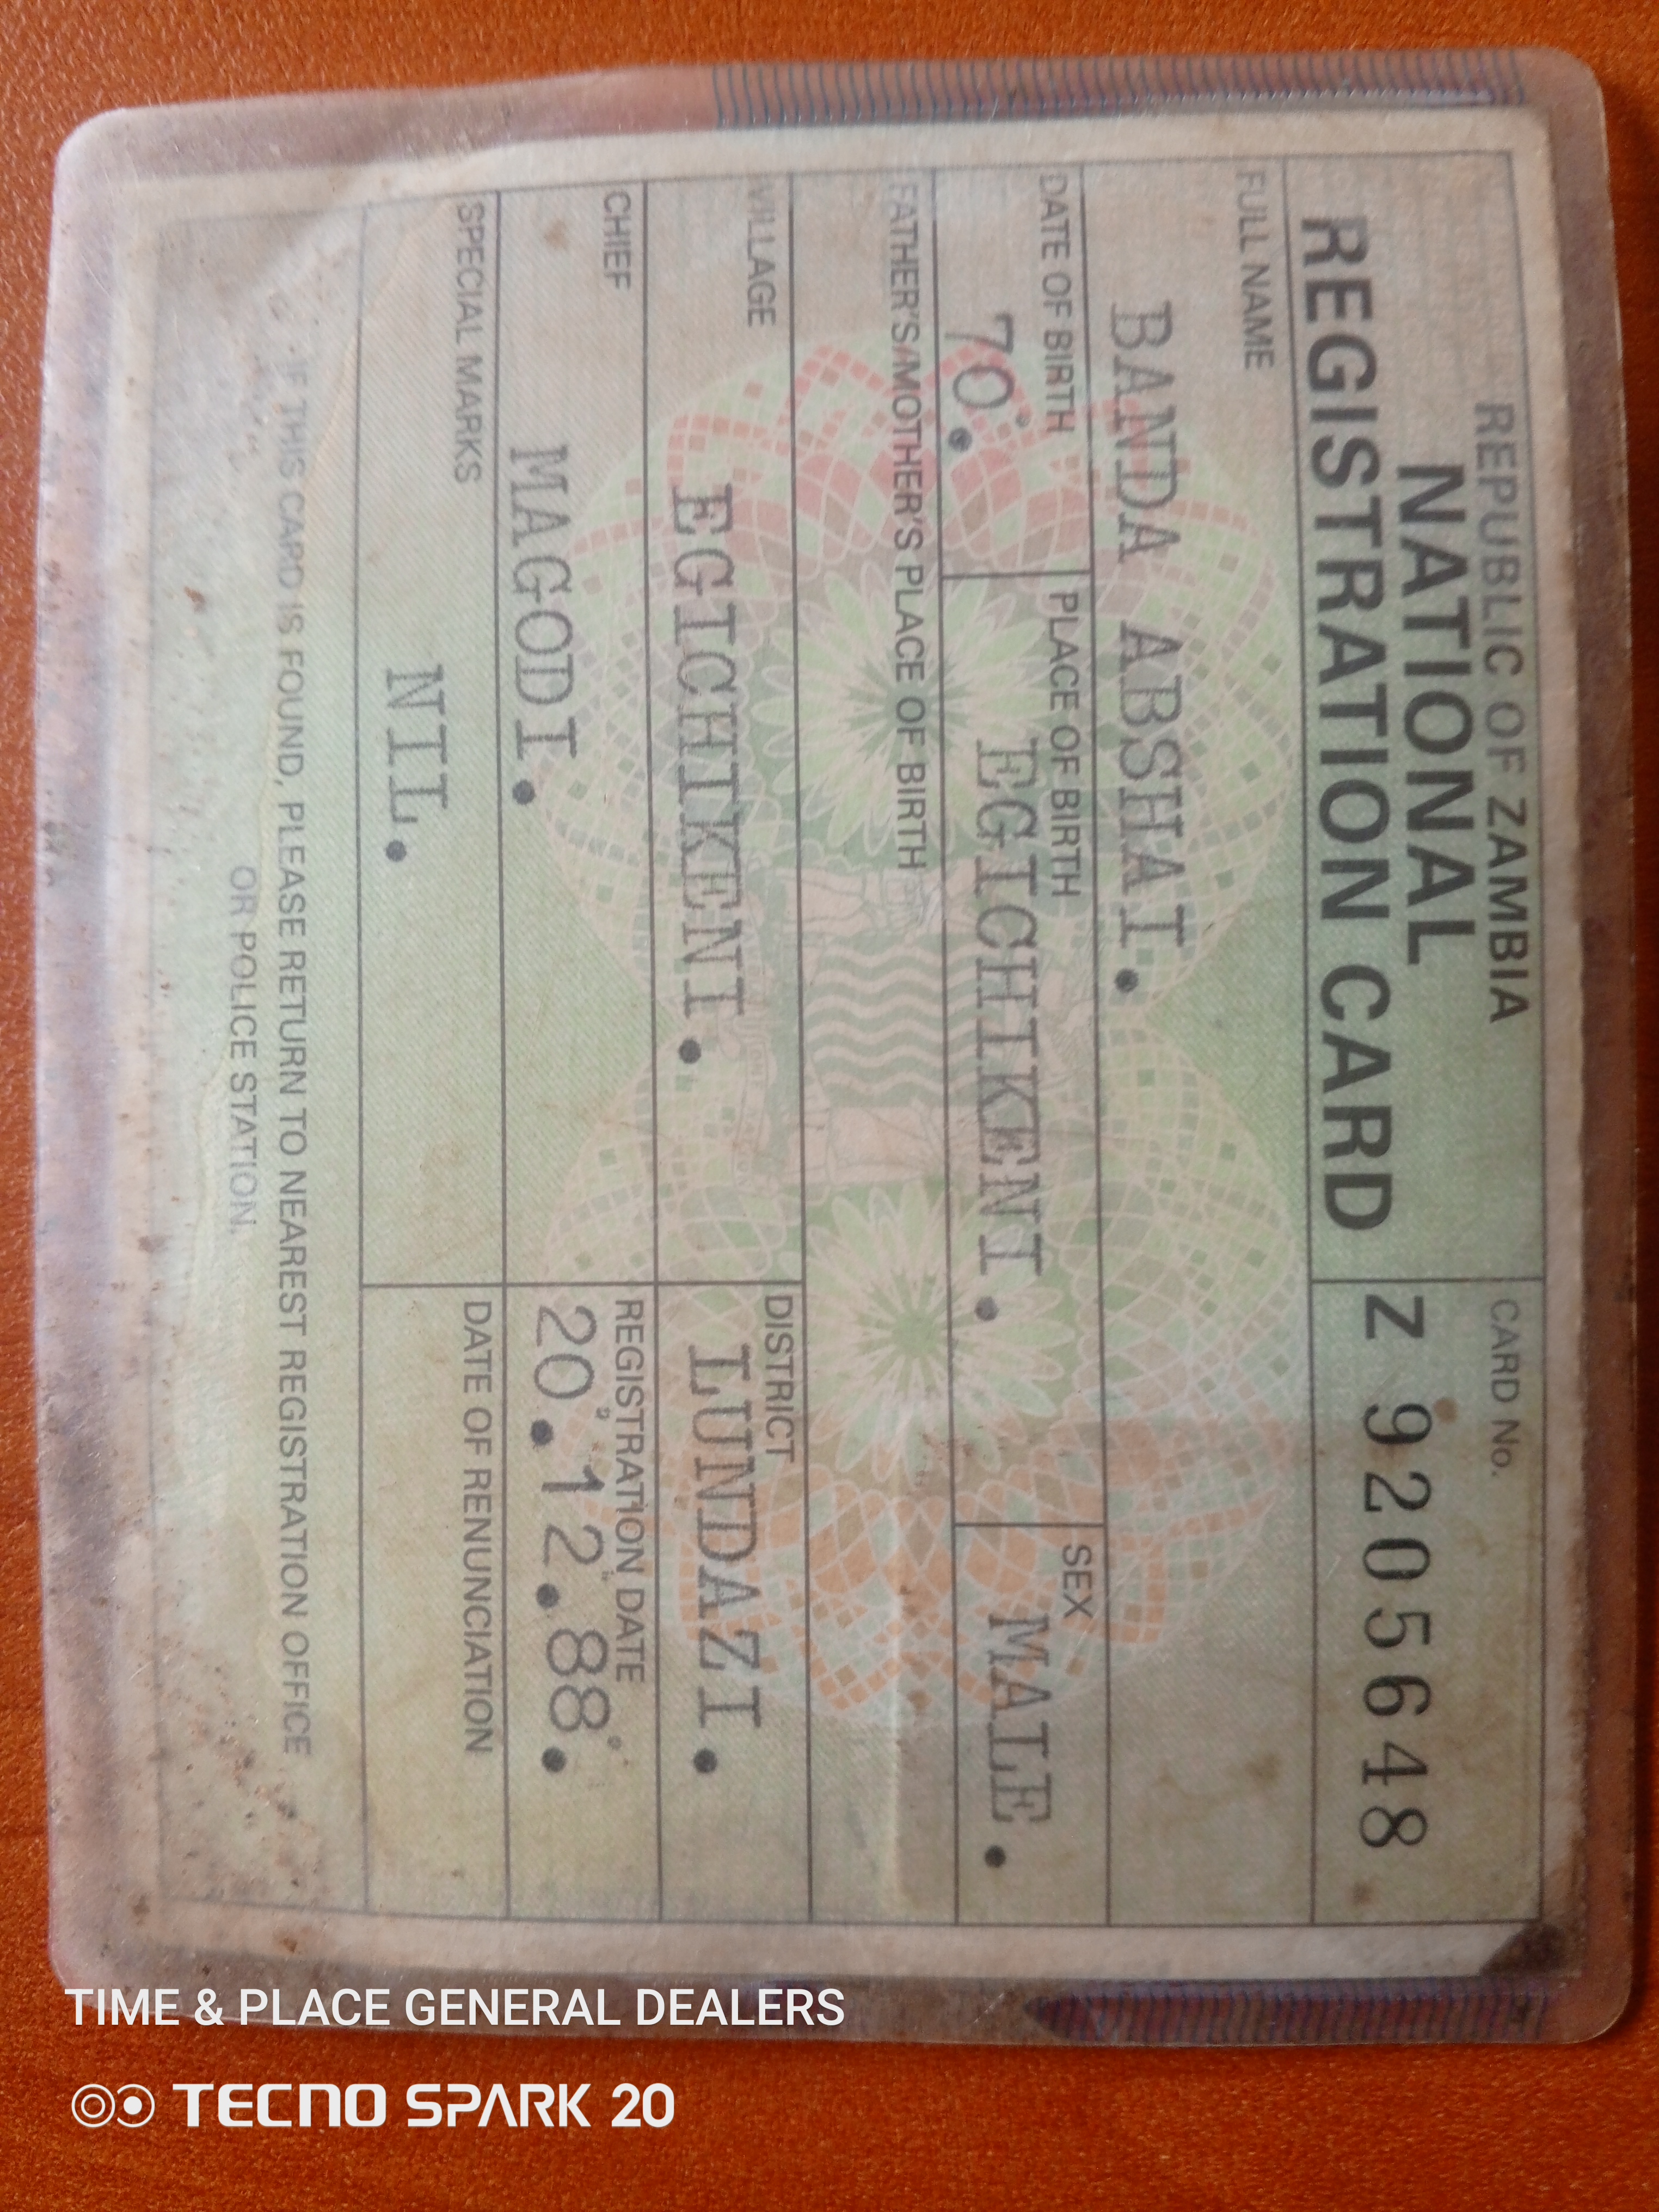 REPUBLIC OF ZAMBIA
NATIONAL
REGISTRATION CARD
CARD No.
Z 9205648
FULL NAME
BANDA ABSHAI.
DATE OF BIRTH
70.
PLACE OF BIRTH
EGICHIKENI.
SEX
MALE.
FATHER'S/MOTHER'S PLACE OF BIRTH
VILLAGE
EGICHIKENI.
DISTRICT
LUNDAZI.
CHIEF
MAGODI.
REGISTRATION DATE
20.12.88.
SPECIAL MARKS
NIL.
DATE OF RENUNCIATION
IF THIS CARD IS FOUND, PLEASE RETURN TO NEAREST REGISTRATION OFFICE
OR POLICE STATION.
TIME & PLACE GENERAL DEALERS
TECNO SPARK 20